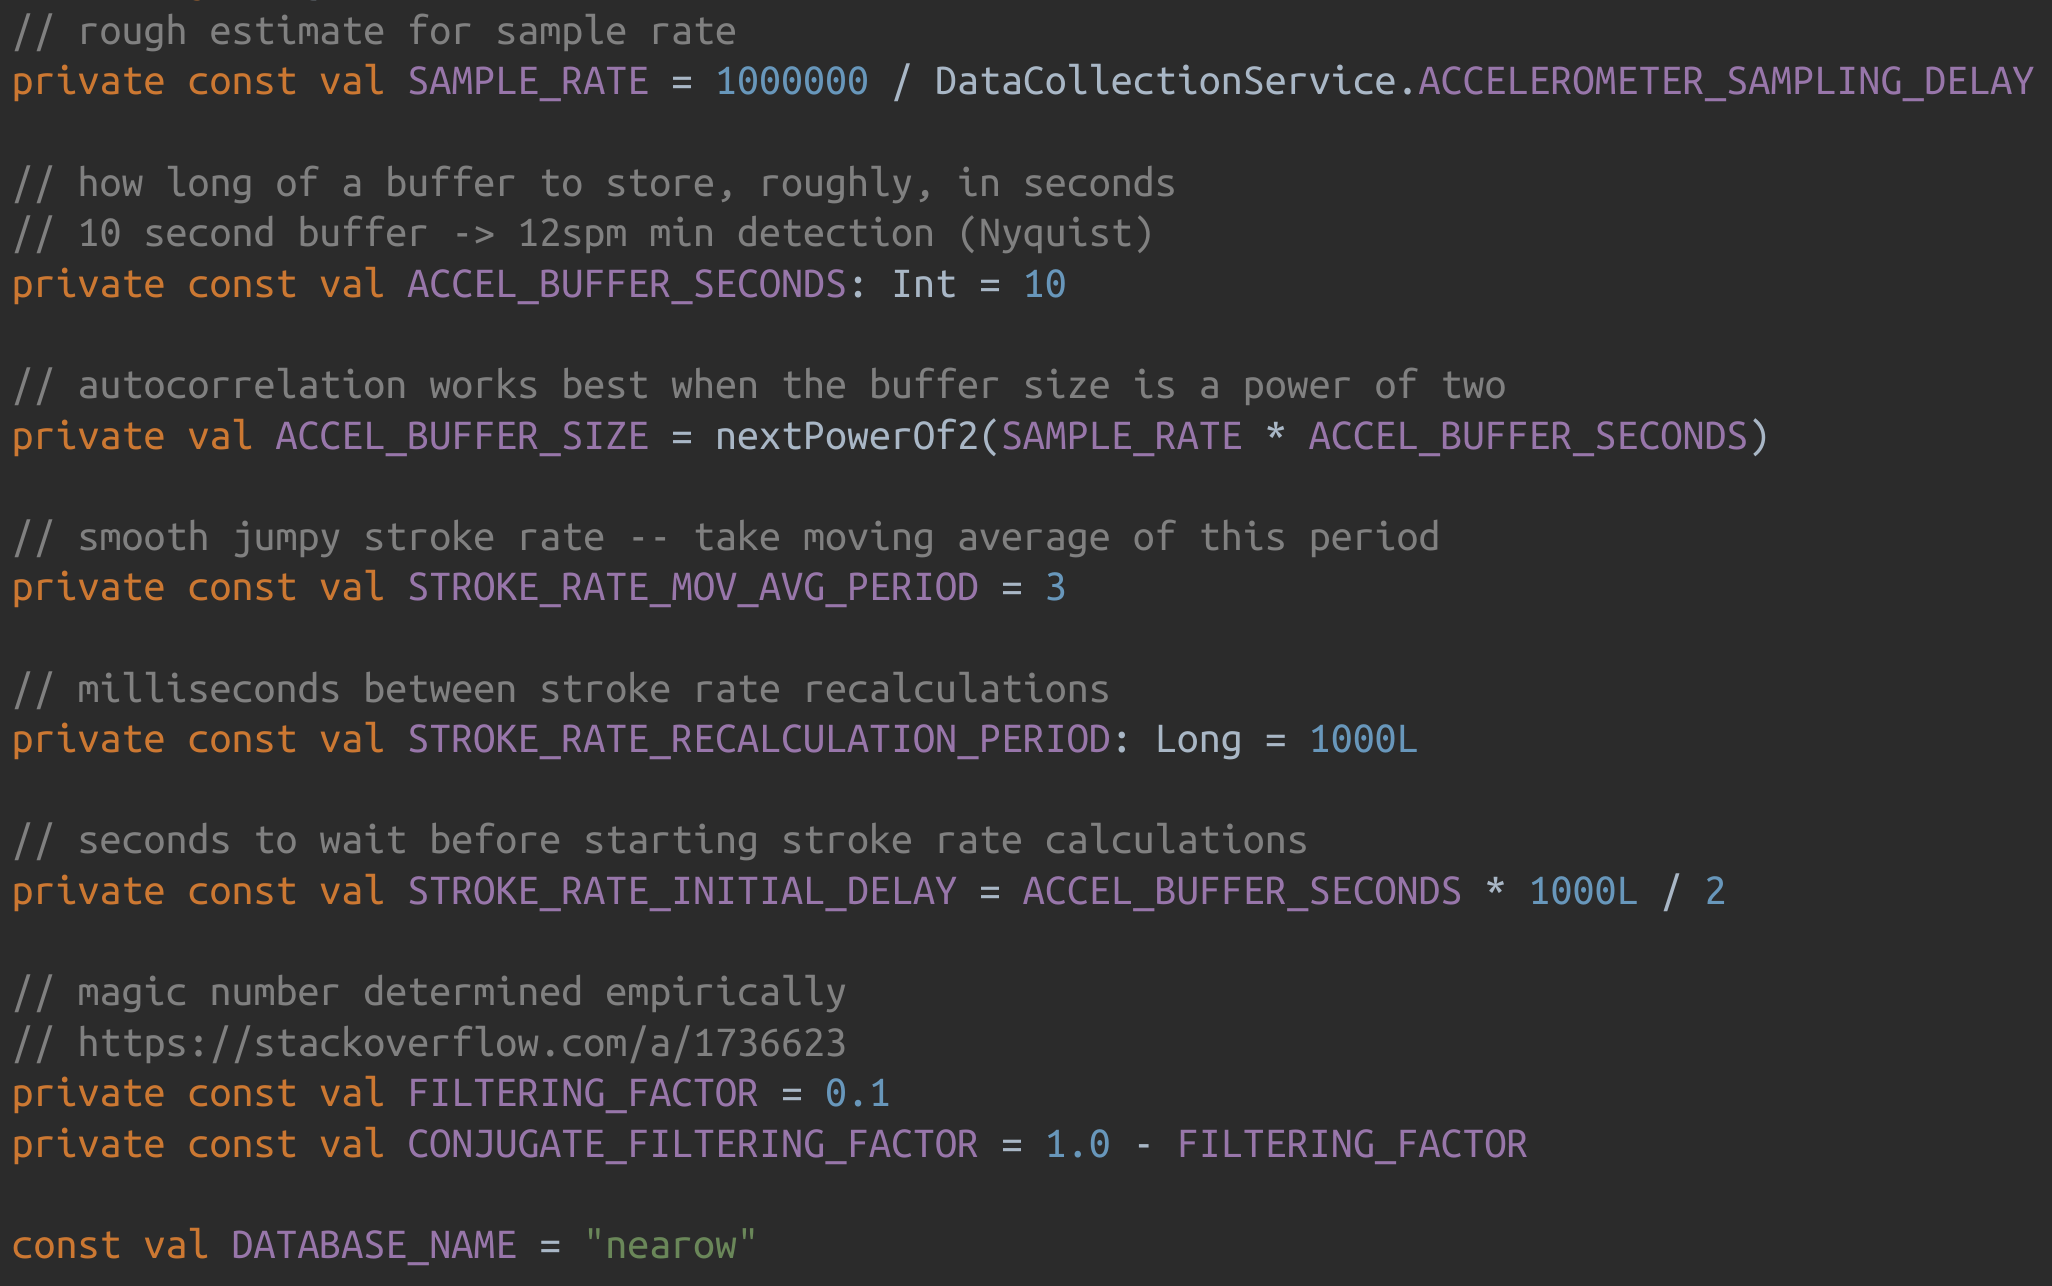 // rough estimate for sample rate
private const val SAMPLE_RATE = 1000000 / DataCollectionService.ACCELEROMETER_SAMPLING_DELAY
// how long of a buffer to store, roughly, in seconds
// 10 second buffer -> 12spm min detection (Nyquist)
private const val ACCEL_BUFFER_SECONDS: Int = 10
// autocorrelation works best when the buffer size is a power of two
private val ACCEL_BUFFER_SIZE = nextPowerOf2(SAMPLE_RATE * ACCEL_BUFFER_SECONDS)
// smooth jumpy stroke rate -- take moving average of this period
private const val STROKE_RATE_MOV_AVG_PERIOD = 3
// milliseconds between stroke rate recalculations
private const val STROKE_RATE_RECALCULATION_PERIOD: Long = 1000L
// seconds to wait before starting stroke rate calculations
private const val STROKE_RATE_INITIAL_DELAY = ACCEL_BUFFER_SECONDS * 1000L / 2
// magic number determined empirically
// https://stackoverflow.com/a/1736623
private const val FILTERING_FACTOR = 0.1
private const val CONJUGATE_FILTERING_FACTOR = 1.0 - FILTERING_FACTOR
const val DATABASE_NAME = "nearow"